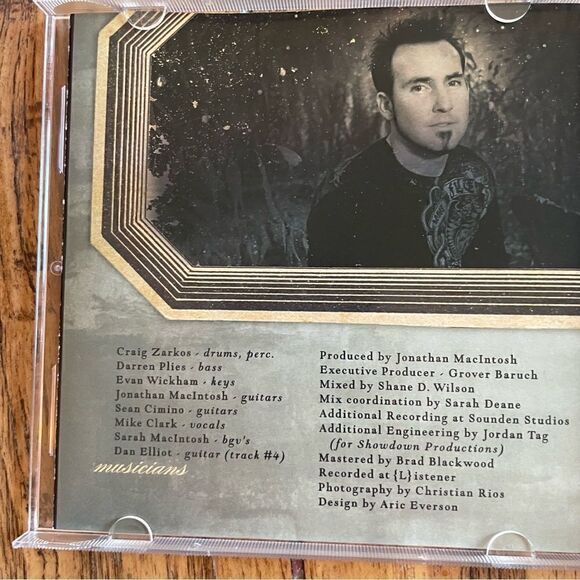 Craig Zarkos - drums, perc.
Darren Plies - bass
Evan Wickham - keys
Jonathan MacIntosh - guitars
Sean Cimino - guitars
Mike Clark - vocals
Sarah MacIntosh - bgv's
Dan Elliot - guitar (track #4)
musicians
Produced by Jonathan MacIntosh
Executive Producer - Grover Baruch
Mixed by Shane D. Wilson
Mix coordination by Sarah Deane
Additional Recording at Sounden Studios
Additional Engineering by Jordan Tag
(for Showdown Productions)
Mastered by Brad Blackwood
Recorded at {L}istener
Photography by Christian Rios
Design by Aric Everson